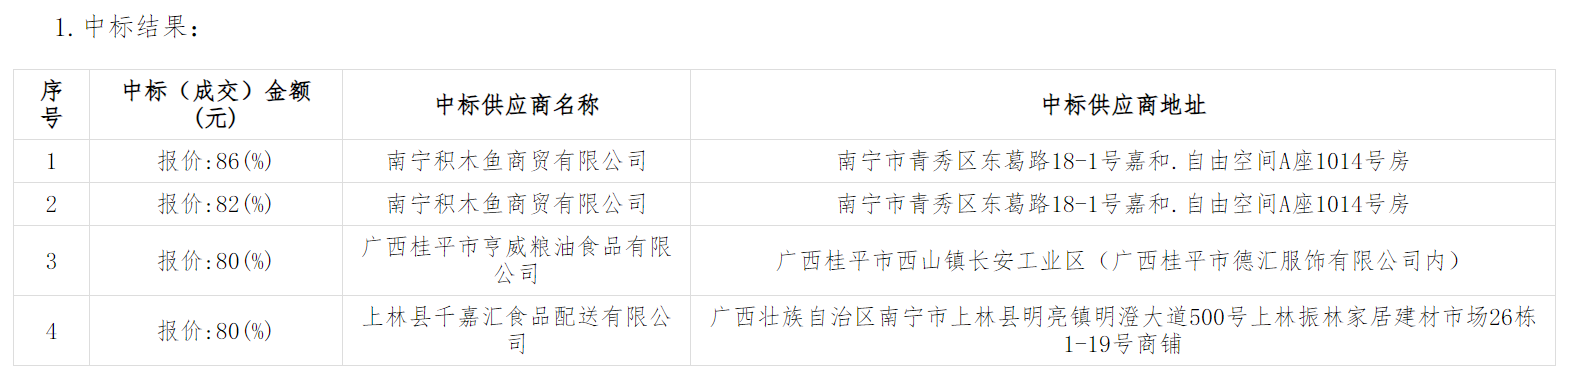 1. 中标结果：
序号
中标（成交）金额(元)
中标供应商名称
中标供应商地址
1
报价:86(%)
南宁积木鱼商贸有限公司
南宁市青秀区东葛路18-1号嘉和.自由空间A座1014号房
2
报价:82(%)
南宁积木鱼商贸有限公司
南宁市青秀区东葛路18-1号嘉和.自由空间A座1014号房
3
报价:80(%)
广西桂平市亨威粮油食品有限
公司
广西桂平市西山镇长安工业区（广西桂平市德汇服饰有限公司内）
4
报价:80(%)
上林县千嘉汇食品配送有限公
司
广西壮族自治区南宁市上林县明亮镇明澄大道500号上林振林家居建材市场26栋
1-19号商铺